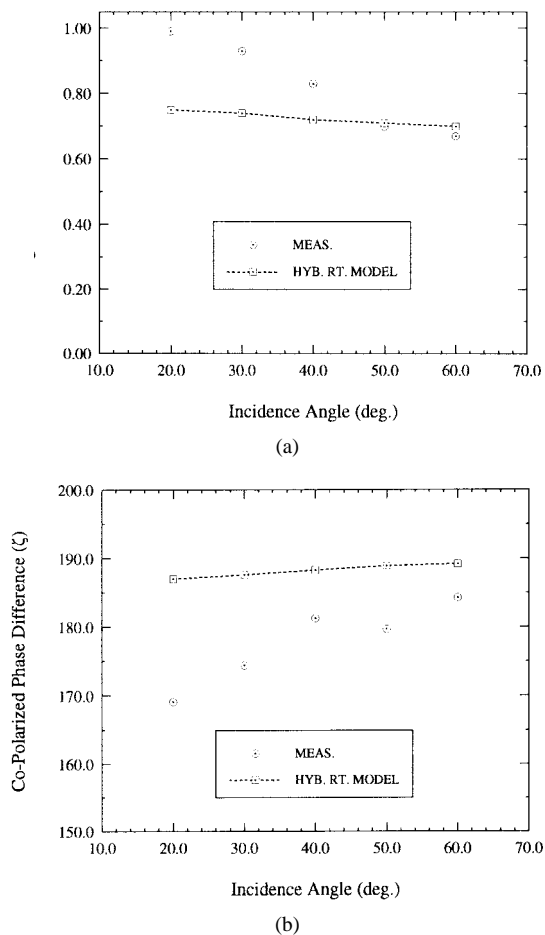 1.00
0.80
0.60
0.40
0.20
0.00
10.0 20.0 30.0 40.0 50.0 60.0 70.0
MEAS.
HYB. RT. MODEL
Incidence Angle (deg.)
(a)
Co-Polarized Phase Difference (ζ)
200.0
190.0
180.0
170.0
160.0
150.0
10.0 20.0 30.0 40.0 50.0 60.0 70.0
MEAS.
HYB. RT. MODEL
Incidence Angle (deg.)
(b)